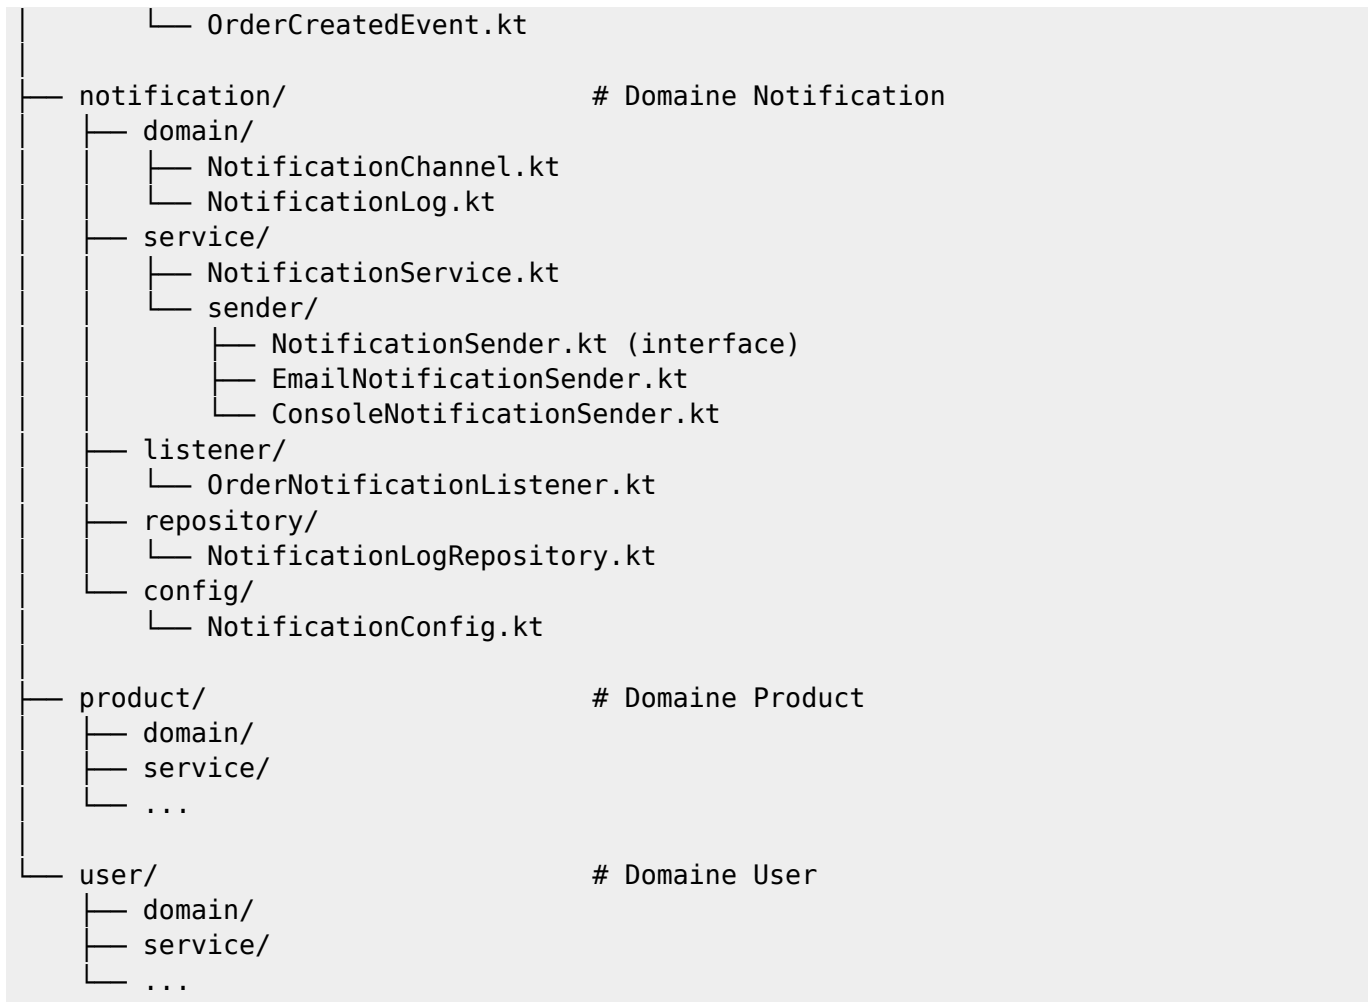 │       └── OrderCreatedEvent.kt
│
├── notification/                   # Domaine Notification
│   ├── domain/
│   │   ├── NotificationChannel.kt
│   │   └── NotificationLog.kt
│   ├── service/
│   │   ├── NotificationService.kt
│   │   └── sender/
│   │       ├── NotificationSender.kt (interface)
│   │       ├── EmailNotificationSender.kt
│   │       └── ConsoleNotificationSender.kt
│   ├── listener/
│   │   └── OrderNotificationListener.kt
│   ├── repository/
│   │   └── NotificationLogRepository.kt
│   └── config/
│       └── NotificationConfig.kt
│
├── product/                        # Domaine Product
│   ├── domain/
│   ├── service/
│   └── ...
│
└── user/                           # Domaine User
    ├── domain/
    ├── service/
    └── ...